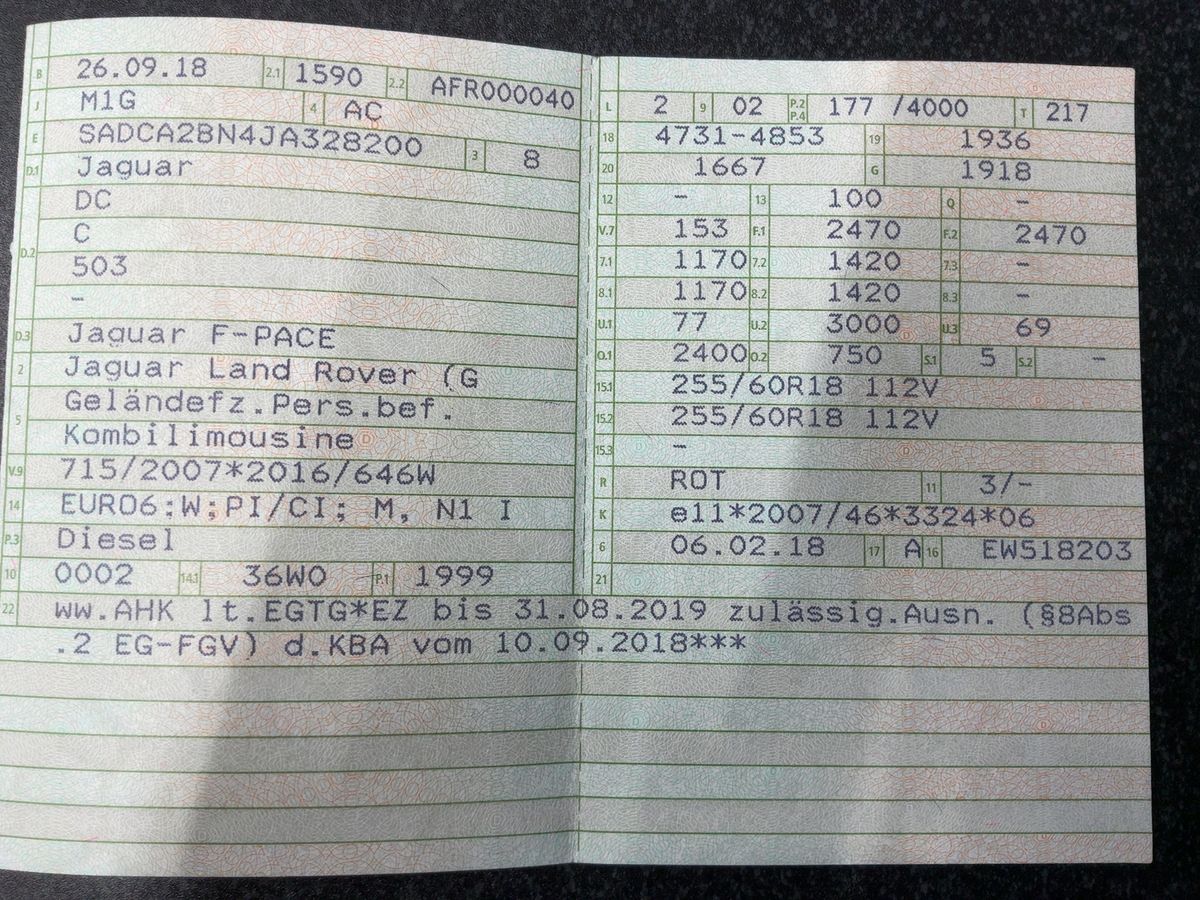 B 26.09.18 2.1 1590 2.2 AFR000040
J M1G 4 AC
E SADCA2BN4JA328200 3 8
D.1 Jaguar
DC
D.2 C
503
-
D.3 Jaguar F-PACE
2 Jaguar Land Rover (G
5 Geländefz.Pers.bef.
Kombilimousine
V.9 715/2007*2016/646W
14 EURO6;W;PI/CI; M, N1 I
P.3 Diesel
10 0002 14.1 36W0 P.1 1999
L 2 9 02 P.2 P.4 177 /4000 T 217
18 4731-4853 19 1936
20 1667 G 1918
12 - 13 100 Q -
V.7 153 F.1 2470 F.2 2470
7.1 1170 7.2 1420 7.3 -
8.1 1170 8.2 1420 8.3 -
U.1 77 U.2 3000 U.3 69
O.1 2400 O.2 750 S.1 5 S.2 -
15.1 255/60R18 112V
15.2 255/60R18 112V
15.3 -
R ROT 11 3/-
K e11*2007/46*3324*06
6 06.02.18 17 A 16 EW518203
21
22 ww.AHK lt.EGTG*EZ bis 31.08.2019 zulässig.Ausn. (§8Abs
.2 EG-FGV) d.KBA vom 10.09.2018***